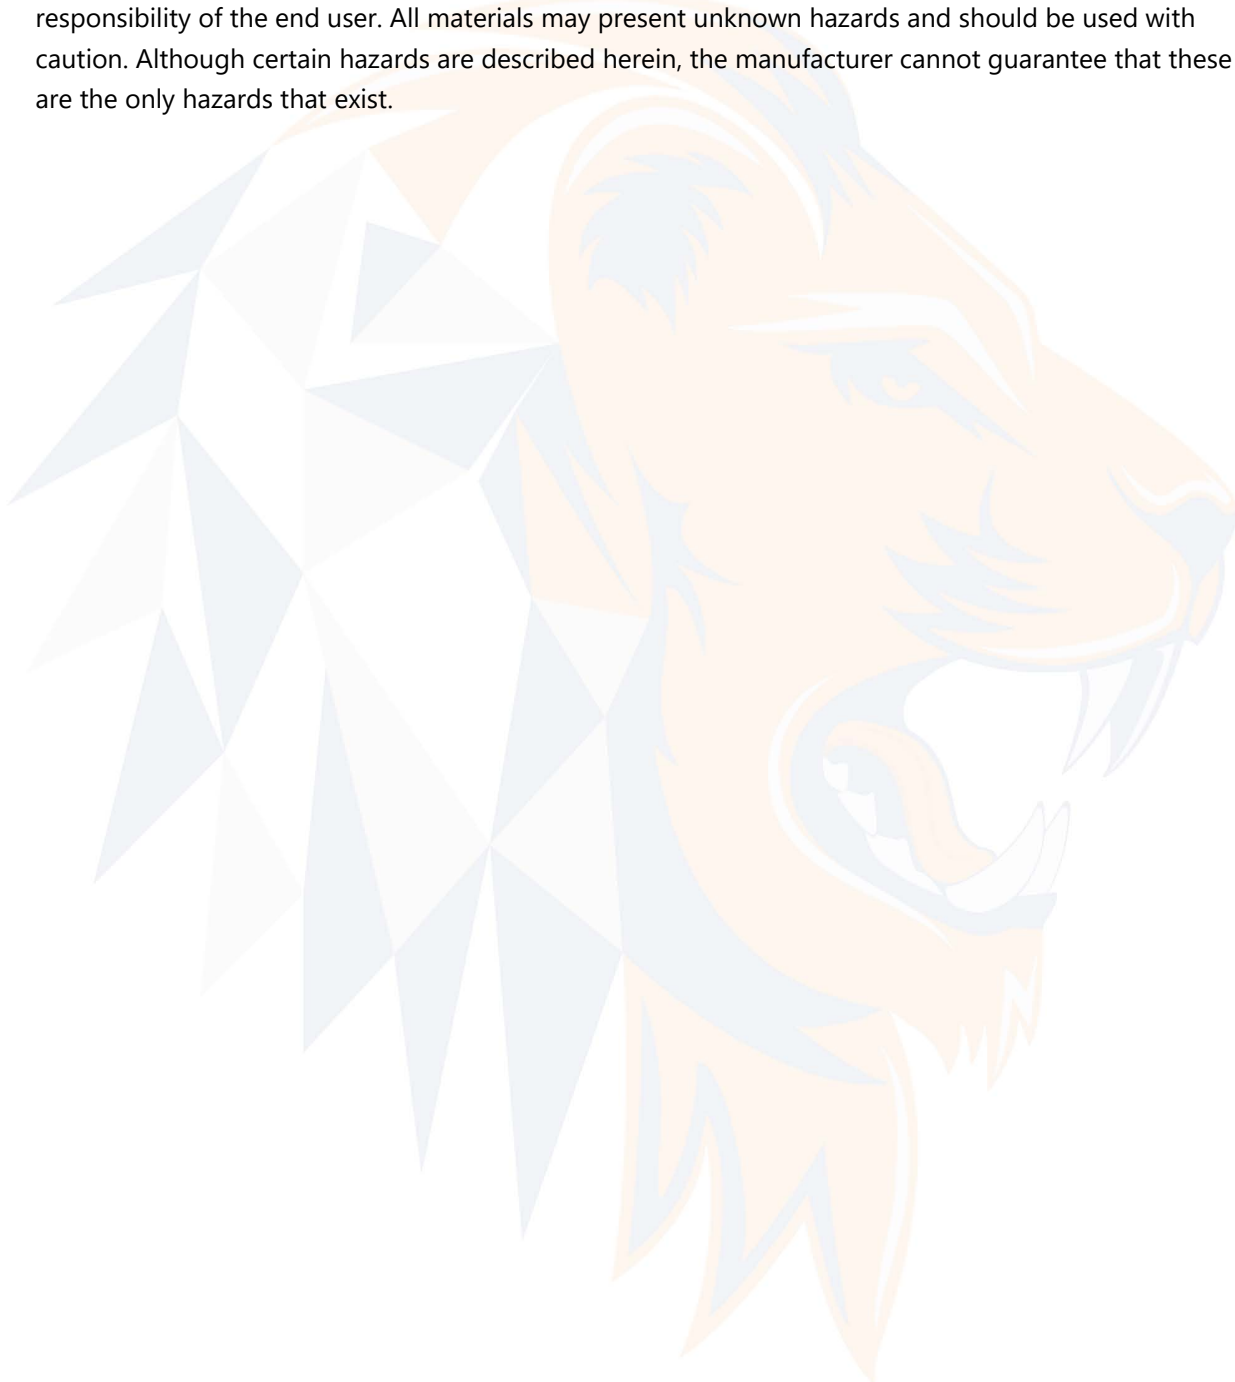 responsibility of the end user. All materials may present unknown hazards and should be used with
caution. Although certain hazards are described herein, the manufacturer cannot guarantee that these
are the only hazards that exist.